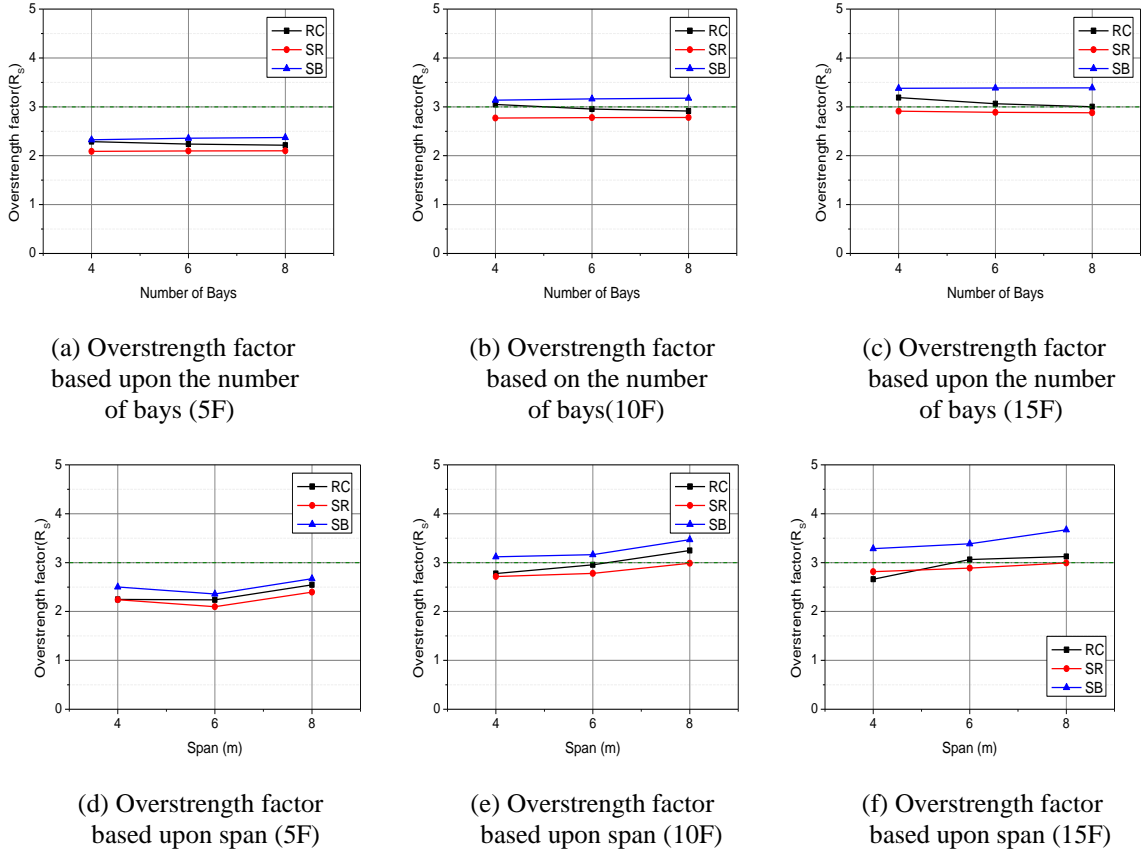 5
4
3
2
1
0
Overstrength factor(RS)
RC
SR
SB
4 6 8
Number of Bays
(a) Overstrength factor
based upon the number
of bays (5F)
5
4
3
2
1
0
Overstrength factor(RS)
RC
SR
SB
4 6 8
Number of Bays
(b) Overstrength factor
based on the number
of bays(10F)
5
4
3
2
1
0
Overstrength factor(RS)
RC
SR
SB
4 6 8
Number of Bays
(c) Overstrength factor
based upon the number
of bays (15F)
5
4
3
2
1
0
Overstrength factor(RS)
RC
SR
SB
4 6 8
Span (m)
(d) Overstrength factor
based upon span (5F)
5
4
3
2
1
0
Overstrength factor(RS)
RC
SR
SB
4 6 8
Span (m)
(e) Overstrength factor
based upon span (10F)
5
4
3
2
1
0
Overstrength factor(RS)
RC
SR
SB
4 6 8
Span (m)
(f) Overstrength factor
based upon span (15F)